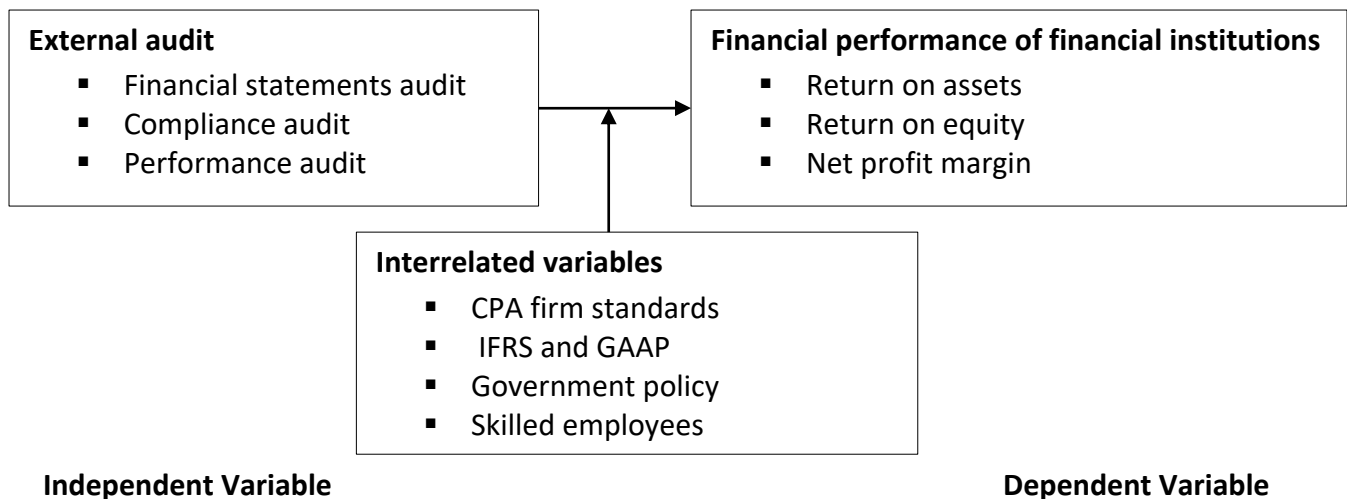 External audit
▪ Financial statements audit
▪ Compliance audit
▪ Performance audit
Financial performance of financial institutions
▪ Return on assets
▪ Return on equity
▪ Net profit margin
Interrelated variables
▪ CPA firm standards
▪ IFRS and GAAP
▪ Government policy
▪ Skilled employees
Independent Variable
Dependent Variable